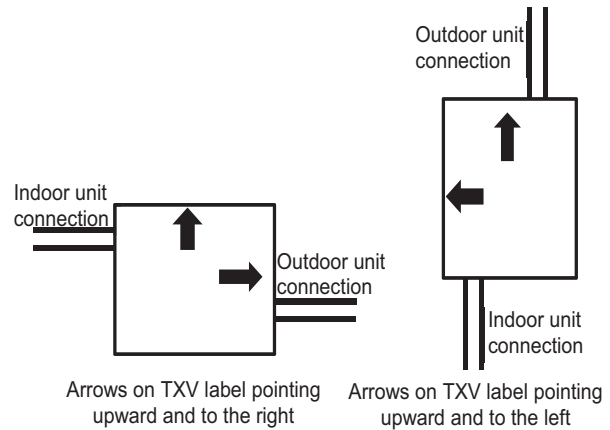 Outdoor unit
connection
Indoor unit
connection
Outdoor unit
connection
Indoor unit
connection
Arrows on TXV label pointing
upward and to the right
Arrows on TXV label pointing
upward and to the left